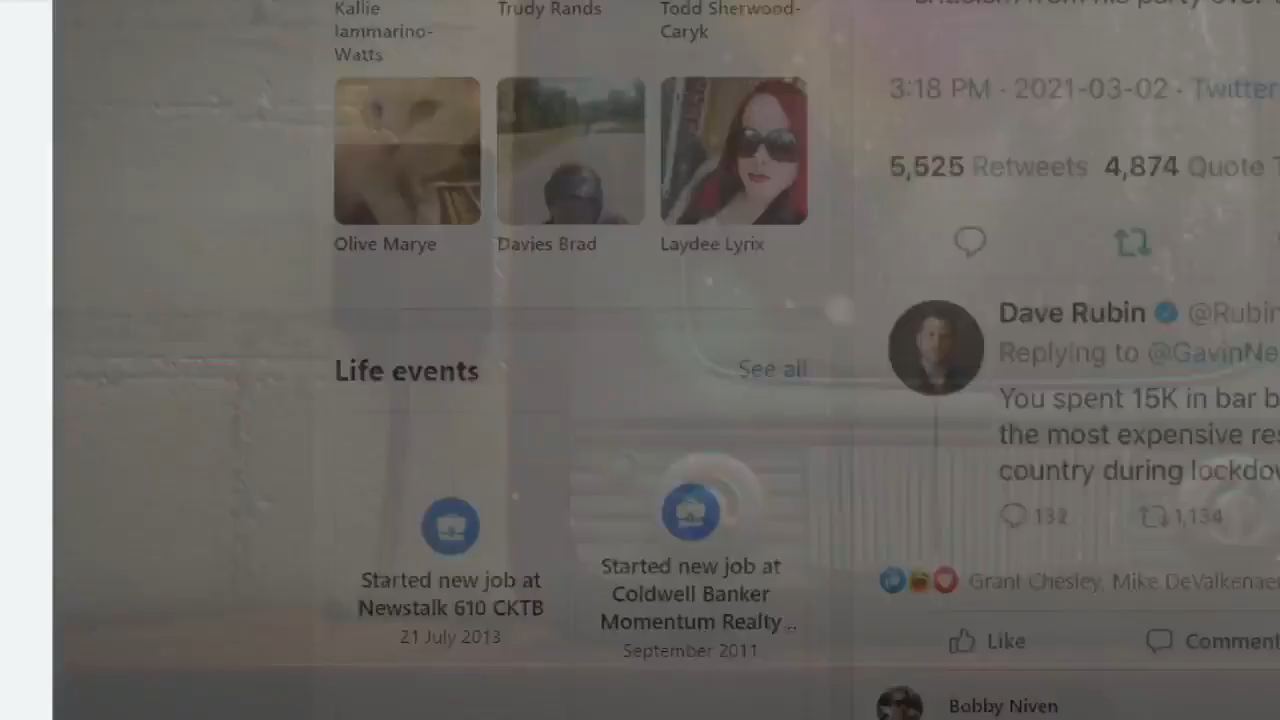 Kallie
Iammarino-
Watts
Trudy Rands
Todd Sherwood-
Caryk
Olive Marye
Davies Brad
Laydee Lyrix
Life events
See all
Started new job at
Newstalk 610 CKTB
21 July 2013
Started new job at
Coldwell Banker
Momentum Realty...
September 2011
3:18 PM · 2021-03-02 · Twitter
5,525 Retweets 4,874 Quote
Dave Rubin @Rubin
Replying to @GavinNe
You spent 15K in bar b
the most expensive res
country during lockdow
132 1,134
Grant Chesley, Mike DeValkenae
Like Comment
Bobby Niven